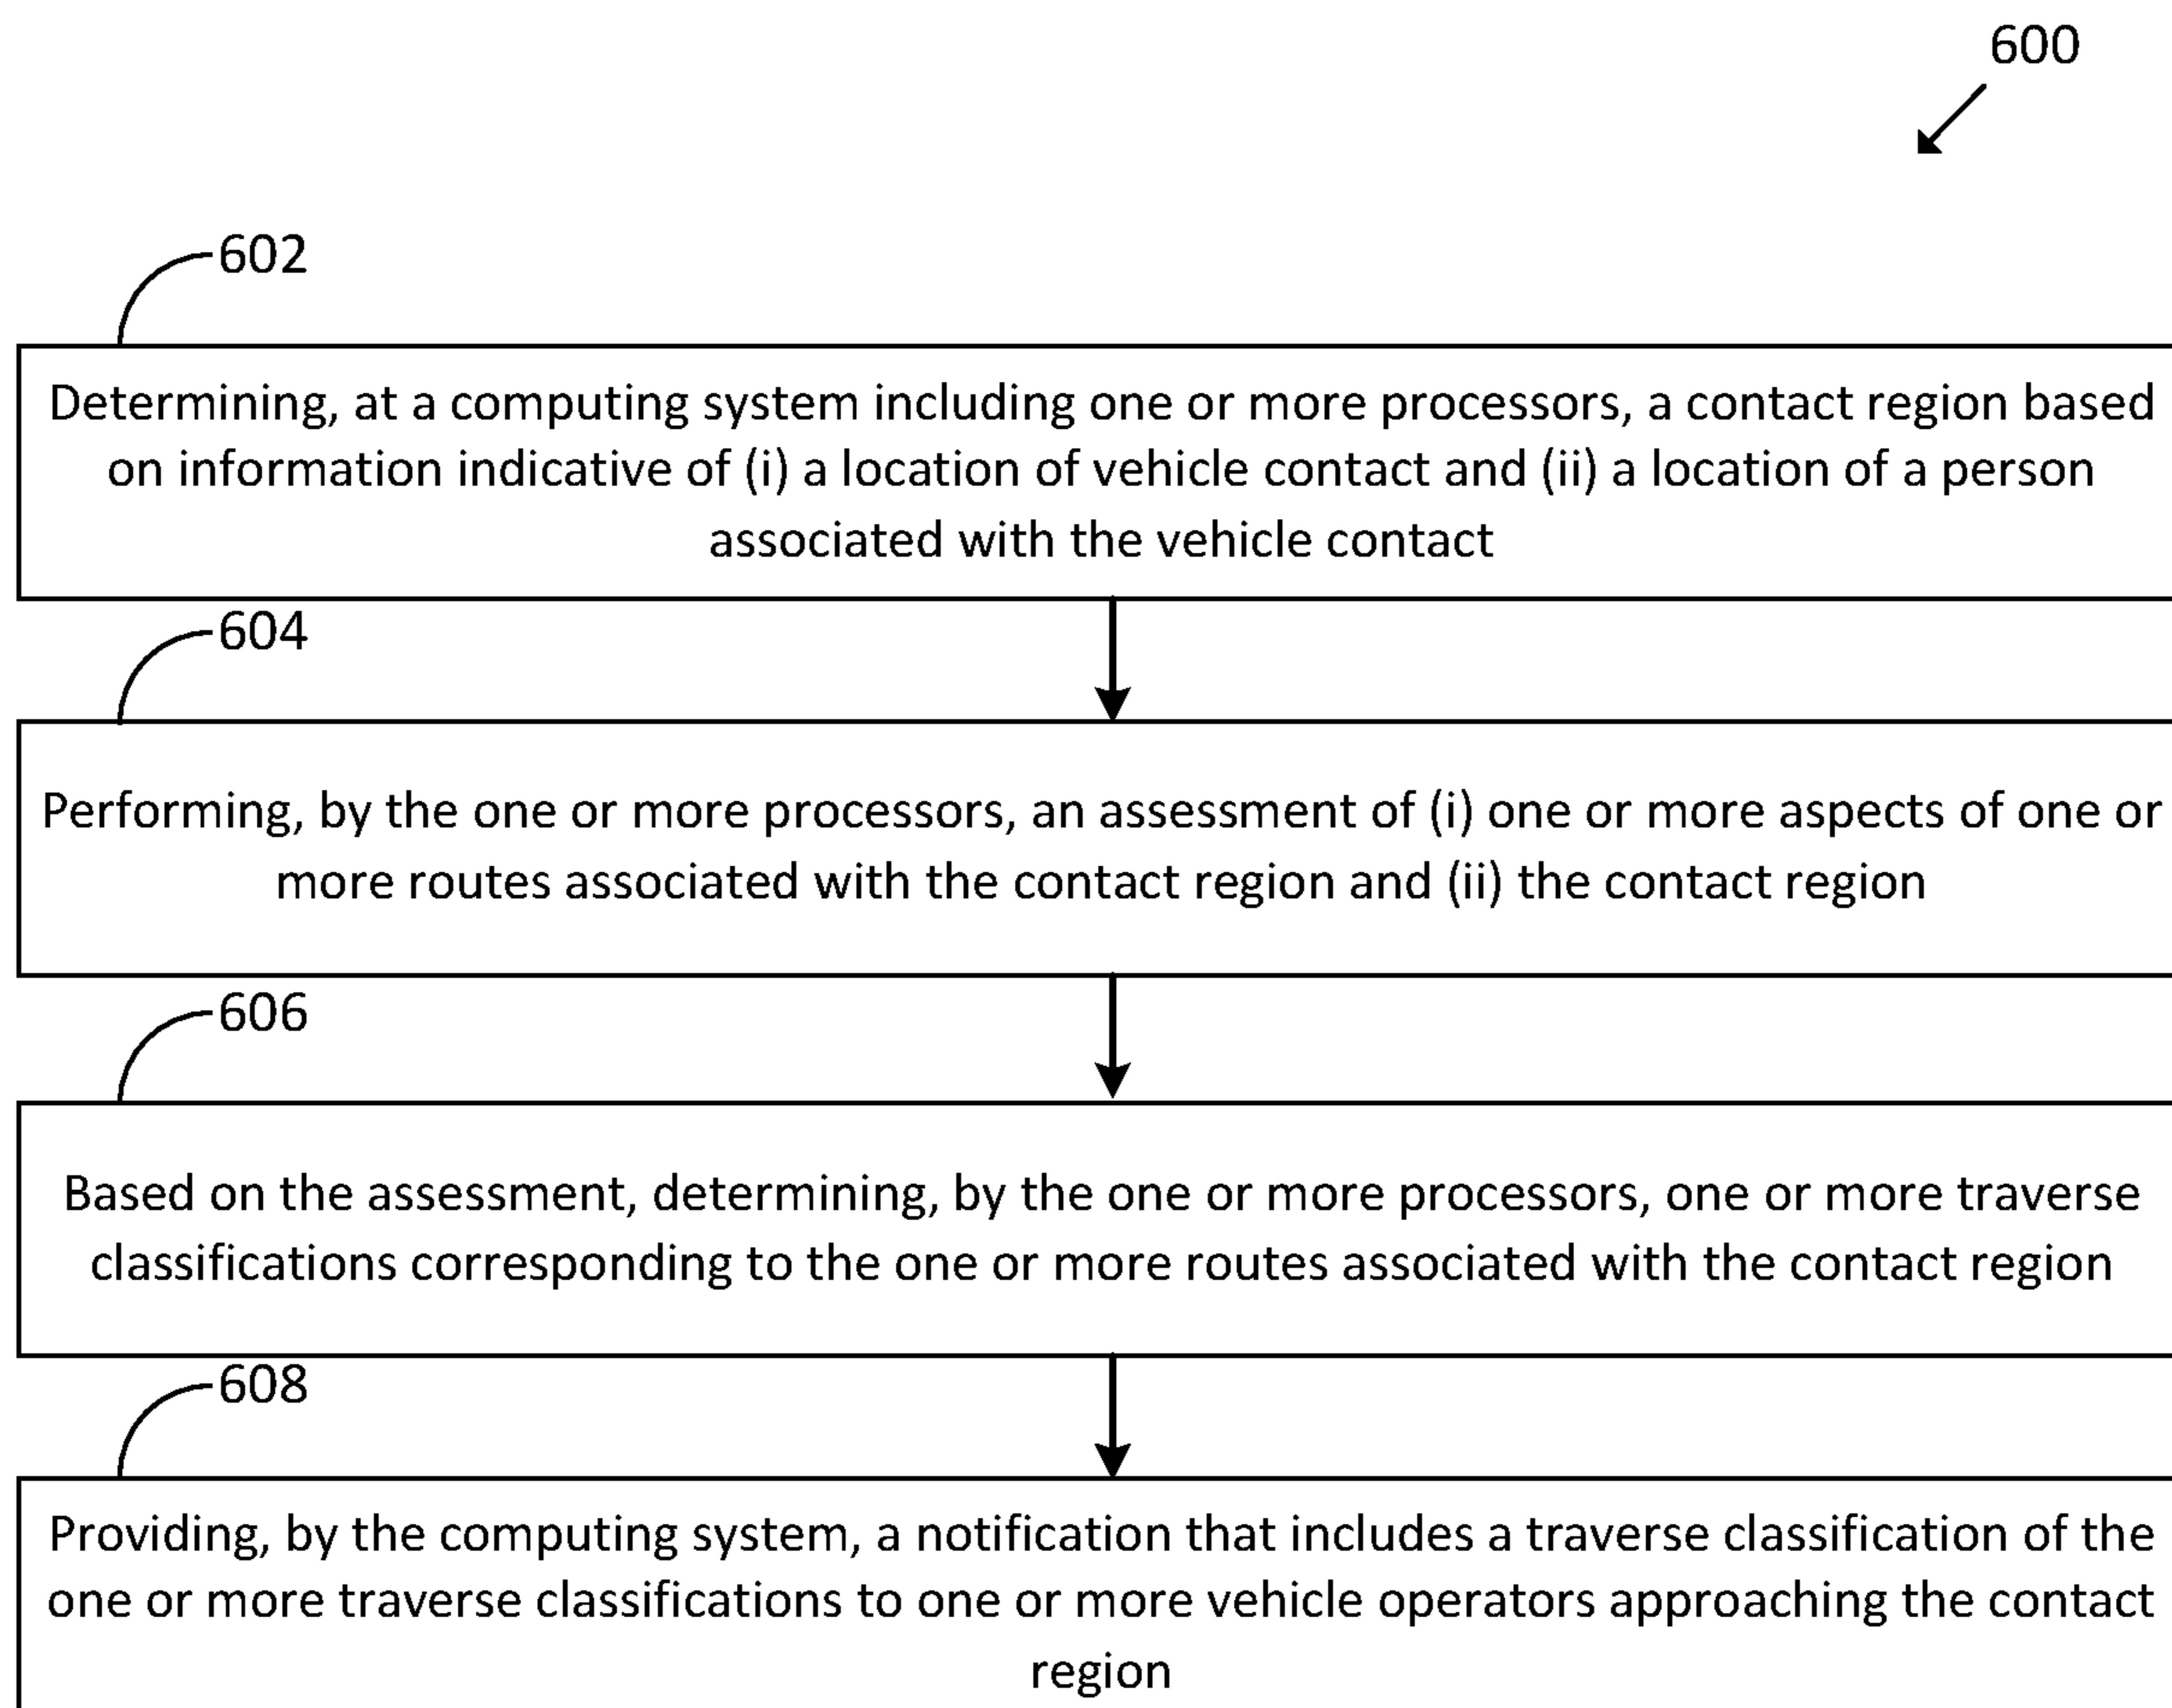 600
602
Determining, at a computing system including one or more processors, a contact region based
on information indicative of (i) a location of vehicle contact and (ii) a location of a person
associated with the vehicle contact
604
Performing, by the one or more processors, an assessment of (i) one or more aspects of one or
more routes associated with the contact region and (ii) the contact region
606
Based on the assessment, determining, by the one or more processors, one or more traverse
classifications corresponding to the one or more routes associated with the contact region
608
Providing, by the computing system, a notification that includes a traverse classification of the
one or more traverse classifications to one or more vehicle operators approaching the contact
region